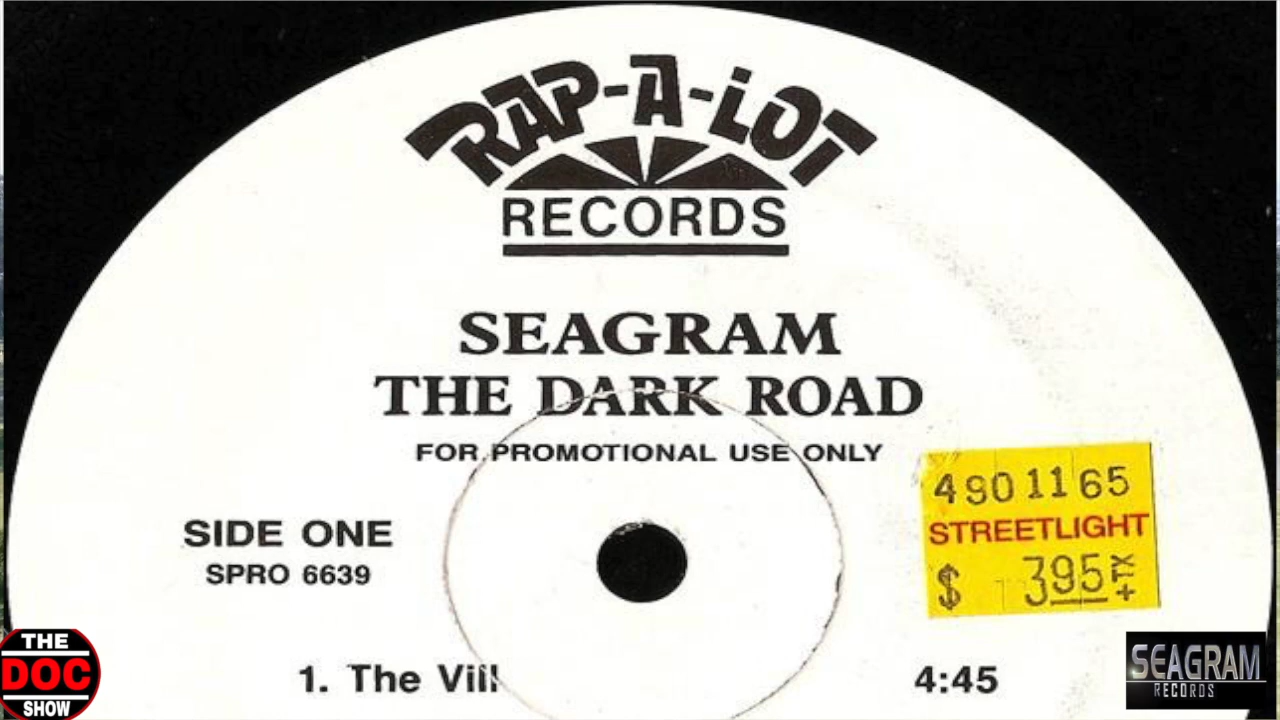 RAP-A-LOT
RECORDS
SEAGRAM
THE DARK ROAD
FOR PROMOTIONAL USE ONLY
4901165
STREETLIGHT
$ 395 +TX
SIDE ONE
SPRO 6639
1. The Vill 4:45
THE
DOC
SHOW
SEAGRAM
RECORDS